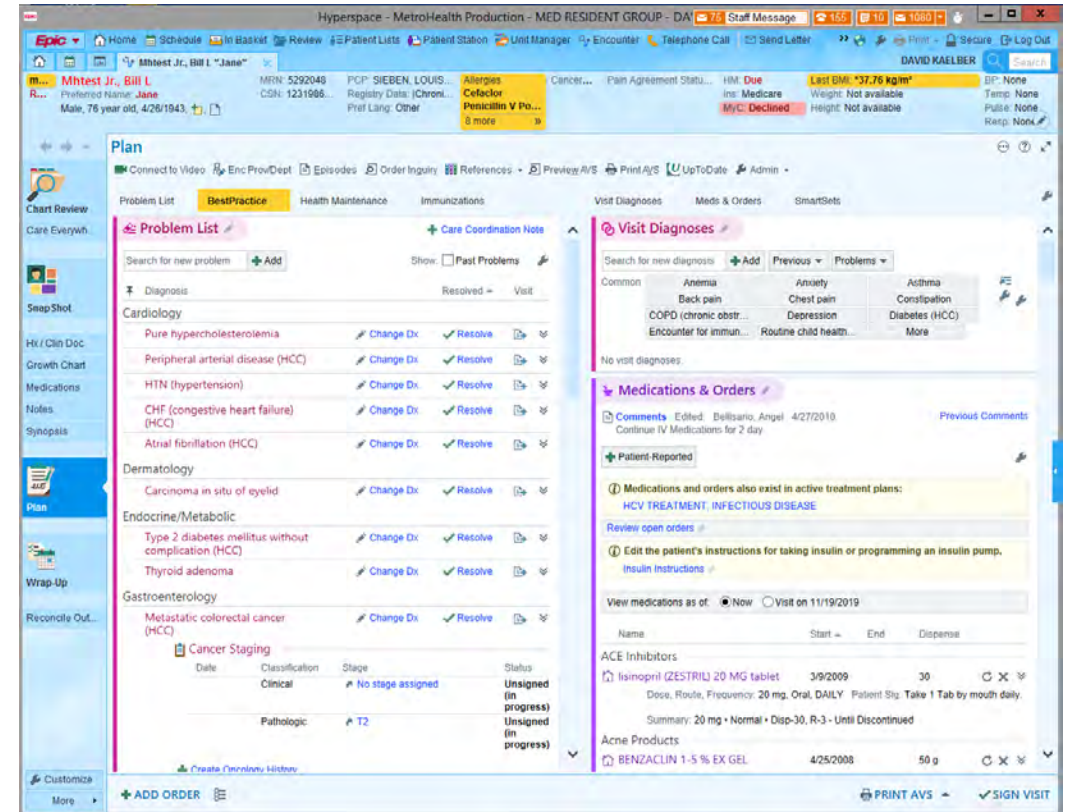 Hyperspace - MetroHealth Production - MED RESIDENT GROUP - DA 75 Staff Message 155 10 1080
Epic Home Schedule In Basket Review Patient Lists Patient Station Unit Manager Encounter Telephone Call Send Letter Print Secure Log Out
Mhtest Jr., Bill L "Jane" DAVID KAELBER Search
m... Mhtest Jr., Bill L MRN: 5292048 PCP: SIEBEN, LOUIS... Allergies Cancer... Pain Agreement Statu... HM: Due Last BMI: *37.76 kg/m² BP: None
R... Preferred Name: Jane CSN: 1231986... Registry Data: (Chroni... Cefaclor Ins: Medicare Weight: Not available Temp: None
Male, 76 year old, 4/26/1943, Pref Lang: Other Penicillin V Po... MyC: Declined Height: Not available Pulse: None
8 more » Resp: None
Plan
Connect to Video Enc Prov/Dept Episodes Order Inquiry References Preview AVS Print AVS UpToDate Admin
Chart Review
Care Everywh...
SnapShot
Hx / Clin Doc
Growth Chart
Medications
Notes
Synopsis
Plan
Wrap-Up
Reconcile Out...
Customize
More
Problem List BestPractice Health Maintenance Immunizations
Problem List Care Coordination Note
Search for new problem Add Show: Past Problems
Diagnosis Resolved Visit
Cardiology
Pure hypercholesterolemia Change Dx Resolve
Peripheral arterial disease (HCC) Change Dx Resolve
HTN (hypertension) Change Dx Resolve
CHF (congestive heart failure) Change Dx Resolve
(HCC)
Atrial fibrillation (HCC) Change Dx Resolve
Dermatology
Carcinoma in situ of eyelid Change Dx Resolve
Endocrine/Metabolic
Type 2 diabetes mellitus without Change Dx Resolve
complication (HCC)
Thyroid adenoma Change Dx Resolve
Gastroenterology
Metastatic colorectal cancer Change Dx Resolve
(HCC)
Cancer Staging
Date Classification Stage Status
Clinical No stage assigned Unsigned
(in
progress)
Pathologic T2 Unsigned
(in
progress)
Create Oncology History
Visit Diagnoses Meds & Orders SmartSets
Visit Diagnoses
Search for new diagnosis Add Previous Problems
Common Anemia Anxiety Asthma
Back pain Chest pain Constipation
COPD (chronic obstr... Depression Diabetes (HCC)
Encounter for immun... Routine child health... More
No visit diagnoses.
Medications & Orders
Comments Edited: Bellisario, Angel 4/27/2010 Previous Comments
Continue IV Medications for 2 day
Patient-Reported
Medications and orders also exist in active treatment plans:
HCV TREATMENT, INFECTIOUS DISEASE
Review open orders
Edit the patient's instructions for taking insulin or programming an insulin pump.
Insulin Instructions
View medications as of: Now Visit on 11/19/2019
Name Start End Dispense
ACE Inhibitors
lisinopril (ZESTRIL) 20 MG tablet 3/9/2009 30
Dose, Route, Frequency: 20 mg, Oral, DAILY Patient Sig: Take 1 Tab by mouth daily.
Summary: 20 mg • Normal • Disp-30, R-3 - Until Discontinued
Acne Products
BENZACLIN 1-5 % EX GEL 4/25/2008 50 g
ADD ORDER PRINT AVS SIGN VISIT